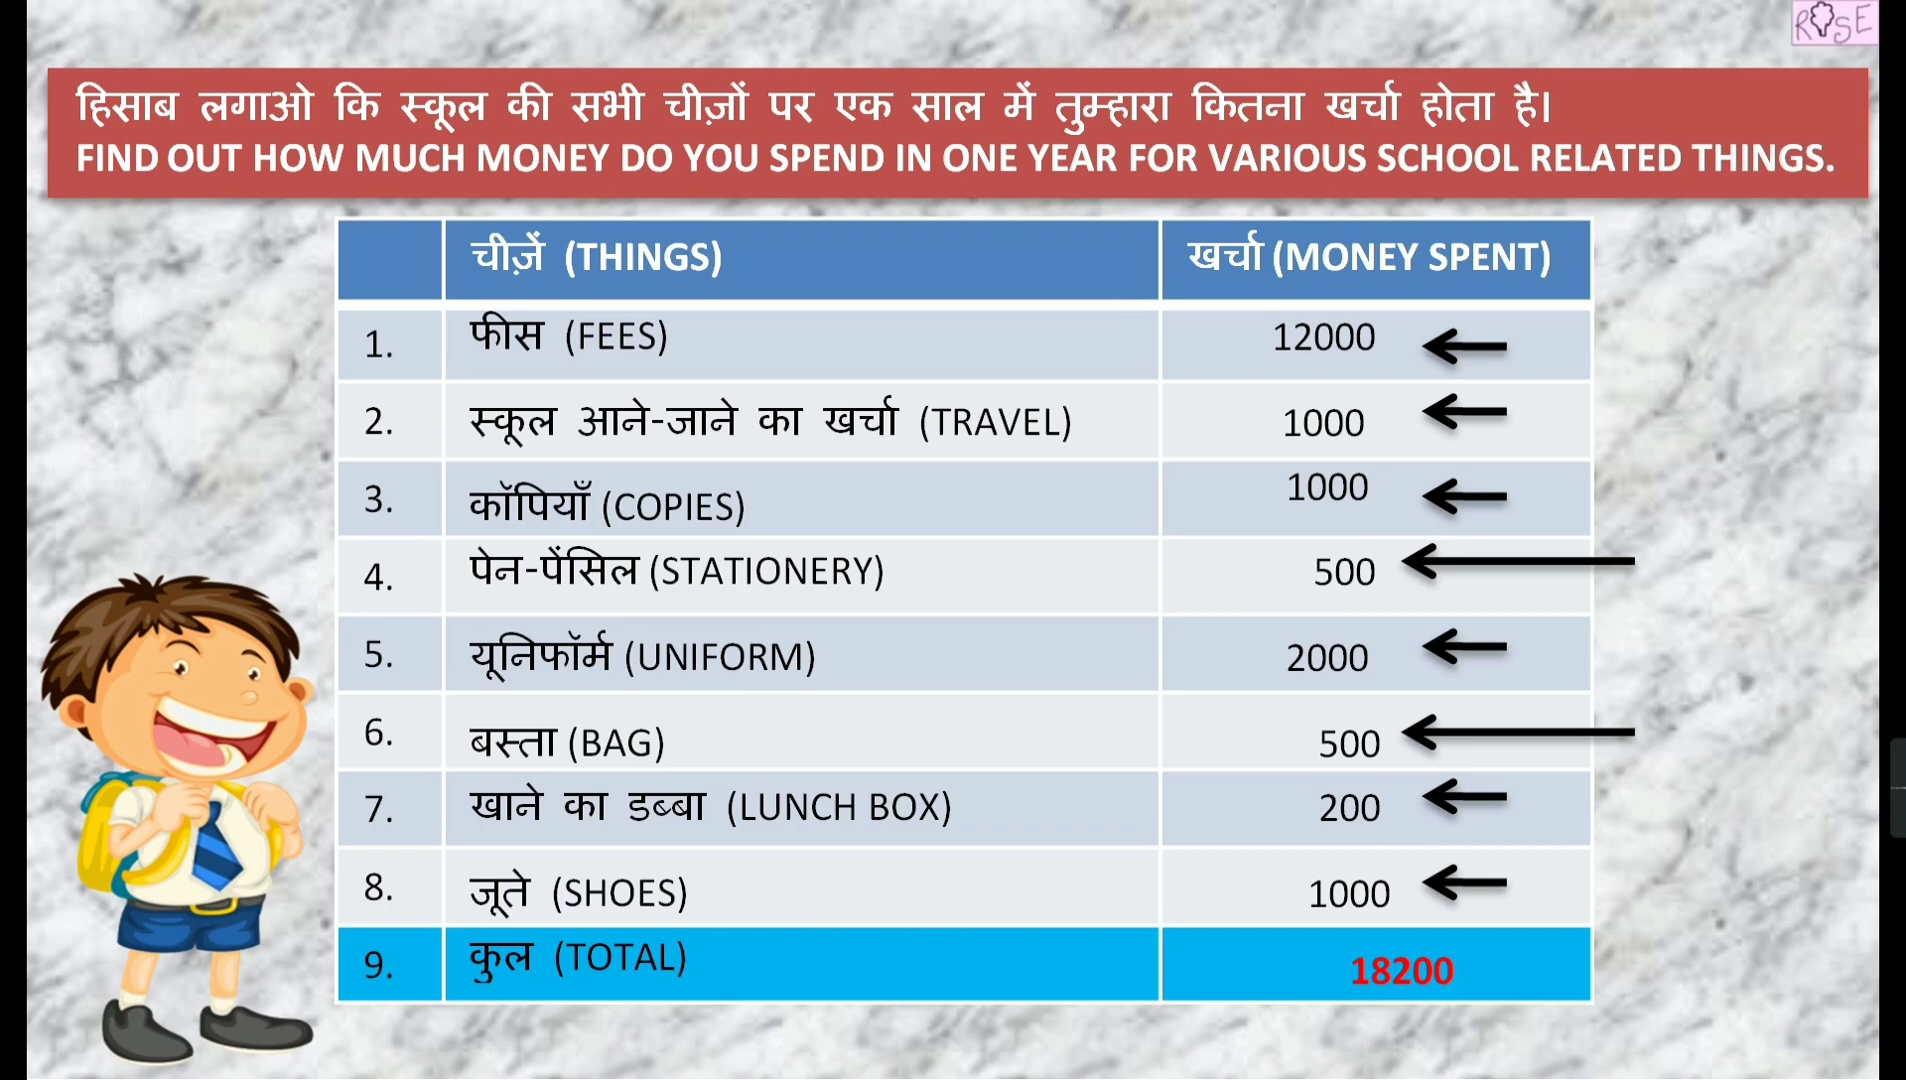 ROSE
हिसाब लगाओ कि स्कूल की सभी चीज़ों पर एक साल में तुम्हारा कितना खर्चा होता है।
FIND OUT HOW MUCH MONEY DO YOU SPEND IN ONE YEAR FOR VARIOUS SCHOOL RELATED THINGS.
चीज़ें (THINGS) खर्चा (MONEY SPENT)
1. फीस (FEES) 12000
2. स्कूल आने-जाने का खर्चा (TRAVEL) 1000
3. कॉपियाँ (COPIES) 1000
4. पेन-पेंसिल (STATIONERY) 500
5. यूनिफॉर्म (UNIFORM) 2000
6. बस्ता (BAG) 500
7. खाने का डब्बा (LUNCH BOX) 200
8. जूते (SHOES) 1000
9. कुल (TOTAL) 18200